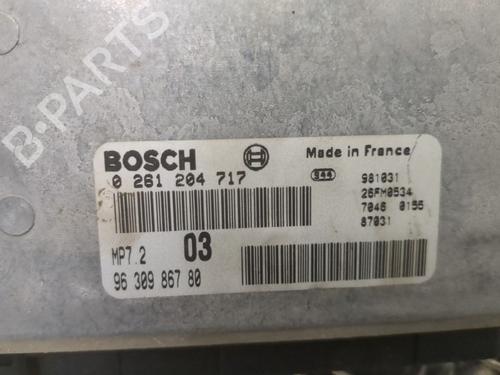 B-PARTS
BOSCH
Made in France
0 261 204 717
S44
981031
26FM0534
7046 0155
87031
MP7.2
03
96 309 867 80